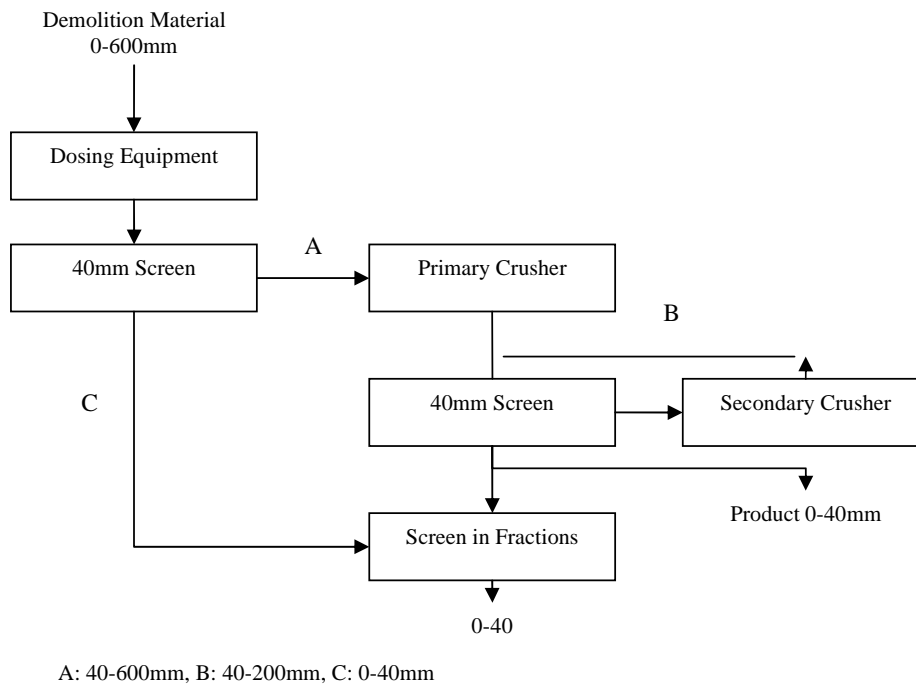 Demolition Material
0-600mm
Dosing Equipment
A
40mm Screen
Primary Crusher
B
C
40mm Screen
Secondary Crusher
Product 0-40mm
Screen in Fractions
0-40
A: 40-600mm, B: 40-200mm, C: 0-40mm